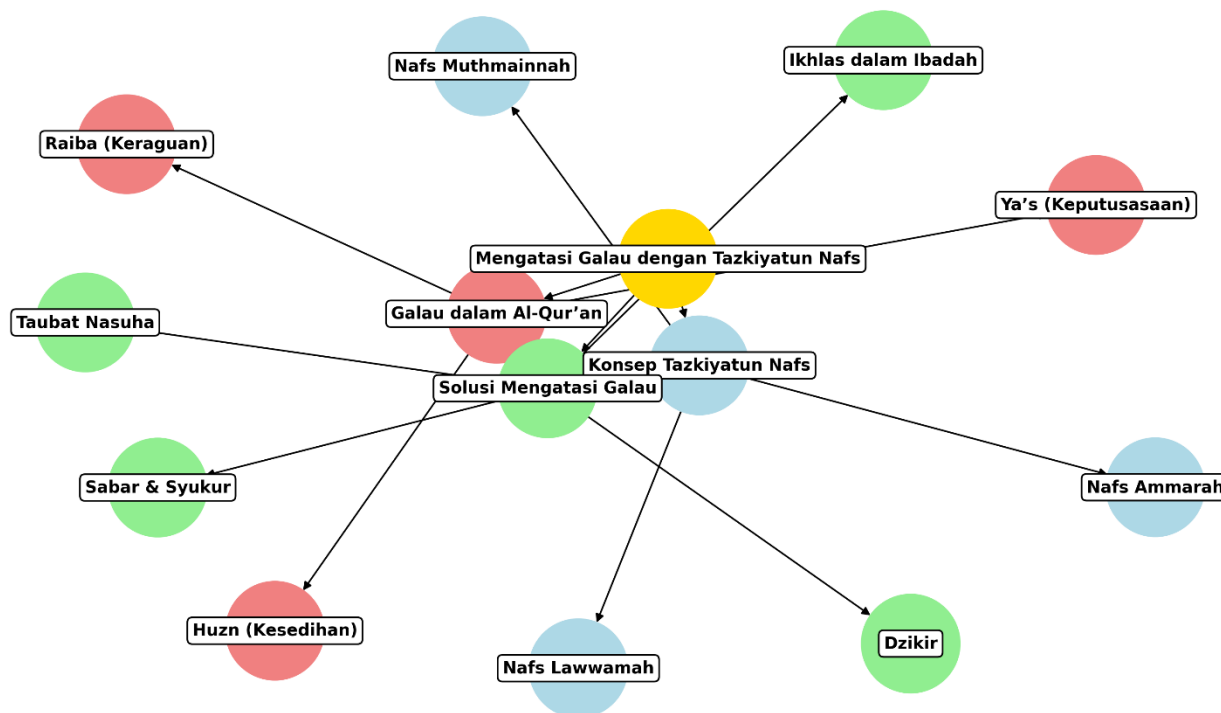 Ikhlas dalam Ibadah
Nafs Muthmainnah
Raiba (Keraguan)
Ya’s (Keputusasaan)
Mengatasi Galau dengan Tazkiyatun Nafs
Galau dalam Al-Qur’an
Taubat Nasuha
Konsep Tazkiyatun Nafs
Solusi Mengatasi Galau
Sabar & Syukur
Nafs Ammarah
Huzn (Kesedihan)
Dzikir
Nafs Lawwamah